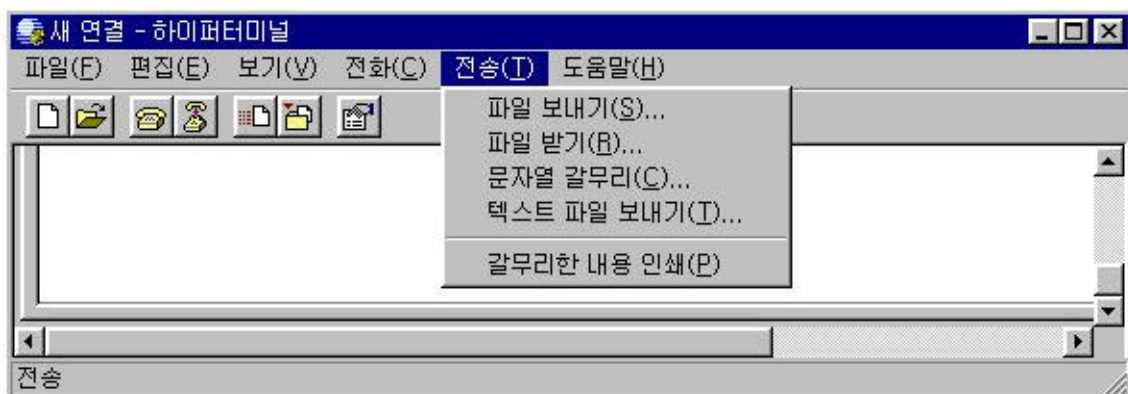 새 연결 - 하이퍼터미널
파일(F) 편집(E) 보기(V) 전화(C) 전송(T) 도움말(H)
파일 보내기(S)...
파일 받기(R)...
문자열 갈무리(C)...
텍스트 파일 보내기(T)...
갈무리한 내용 인쇄(P)
전송